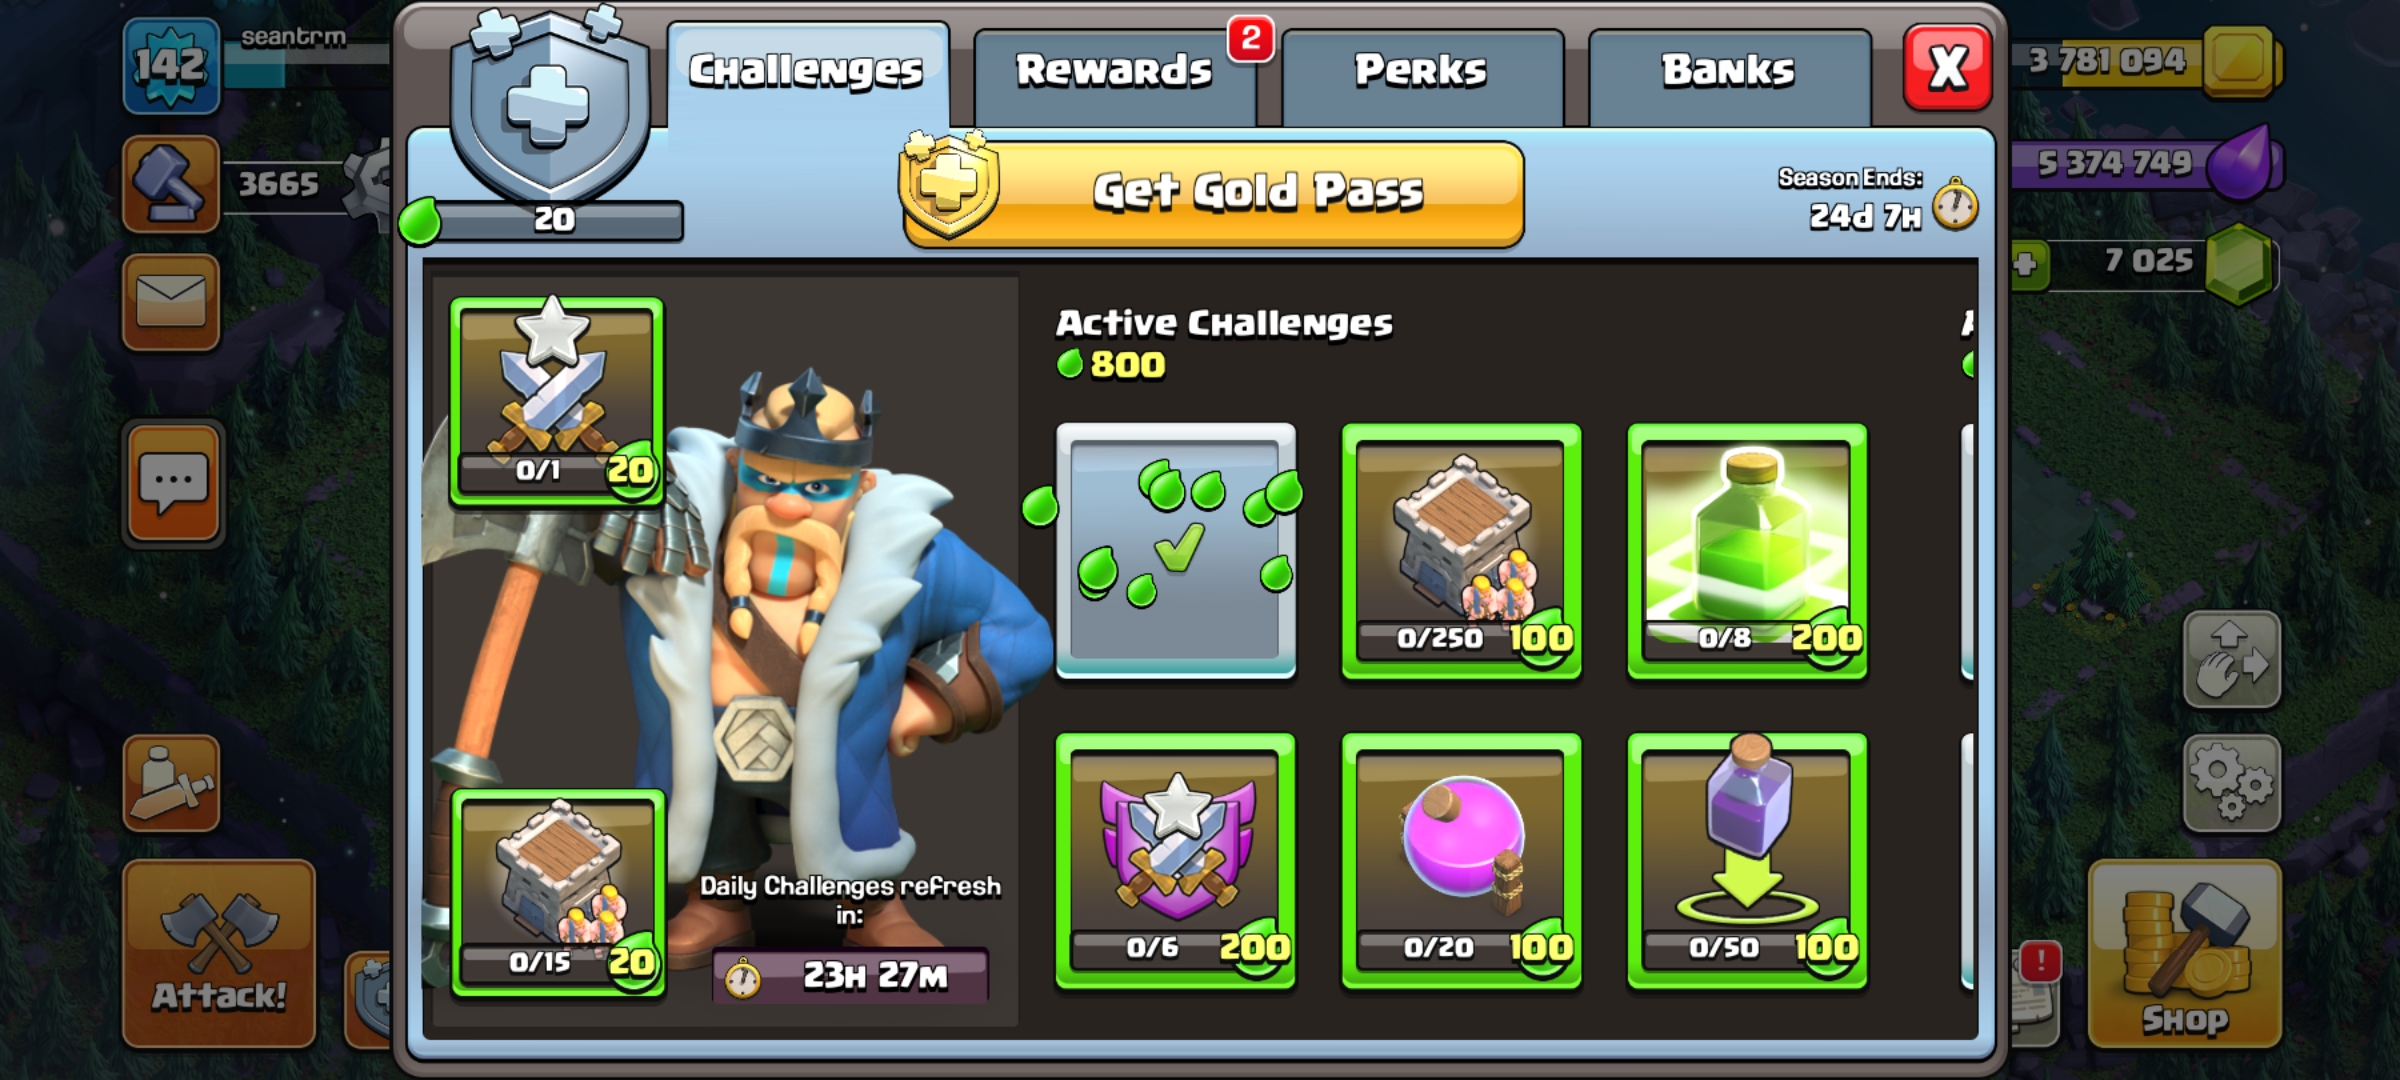 142
seantrm
3665
Attack!
Challenges
Rewards
2
Perks
Banks
X
20
Get Gold Pass
Season Ends:
24d 7H
3 781 094
5 374 749
7 025
0/1
20
0/15
20
Daily Challenges refresh
in:
23H 27M
Active Challenges
800
0/250
100
0/8
200
0/6
200
0/20
100
0/50
100
!
Shop